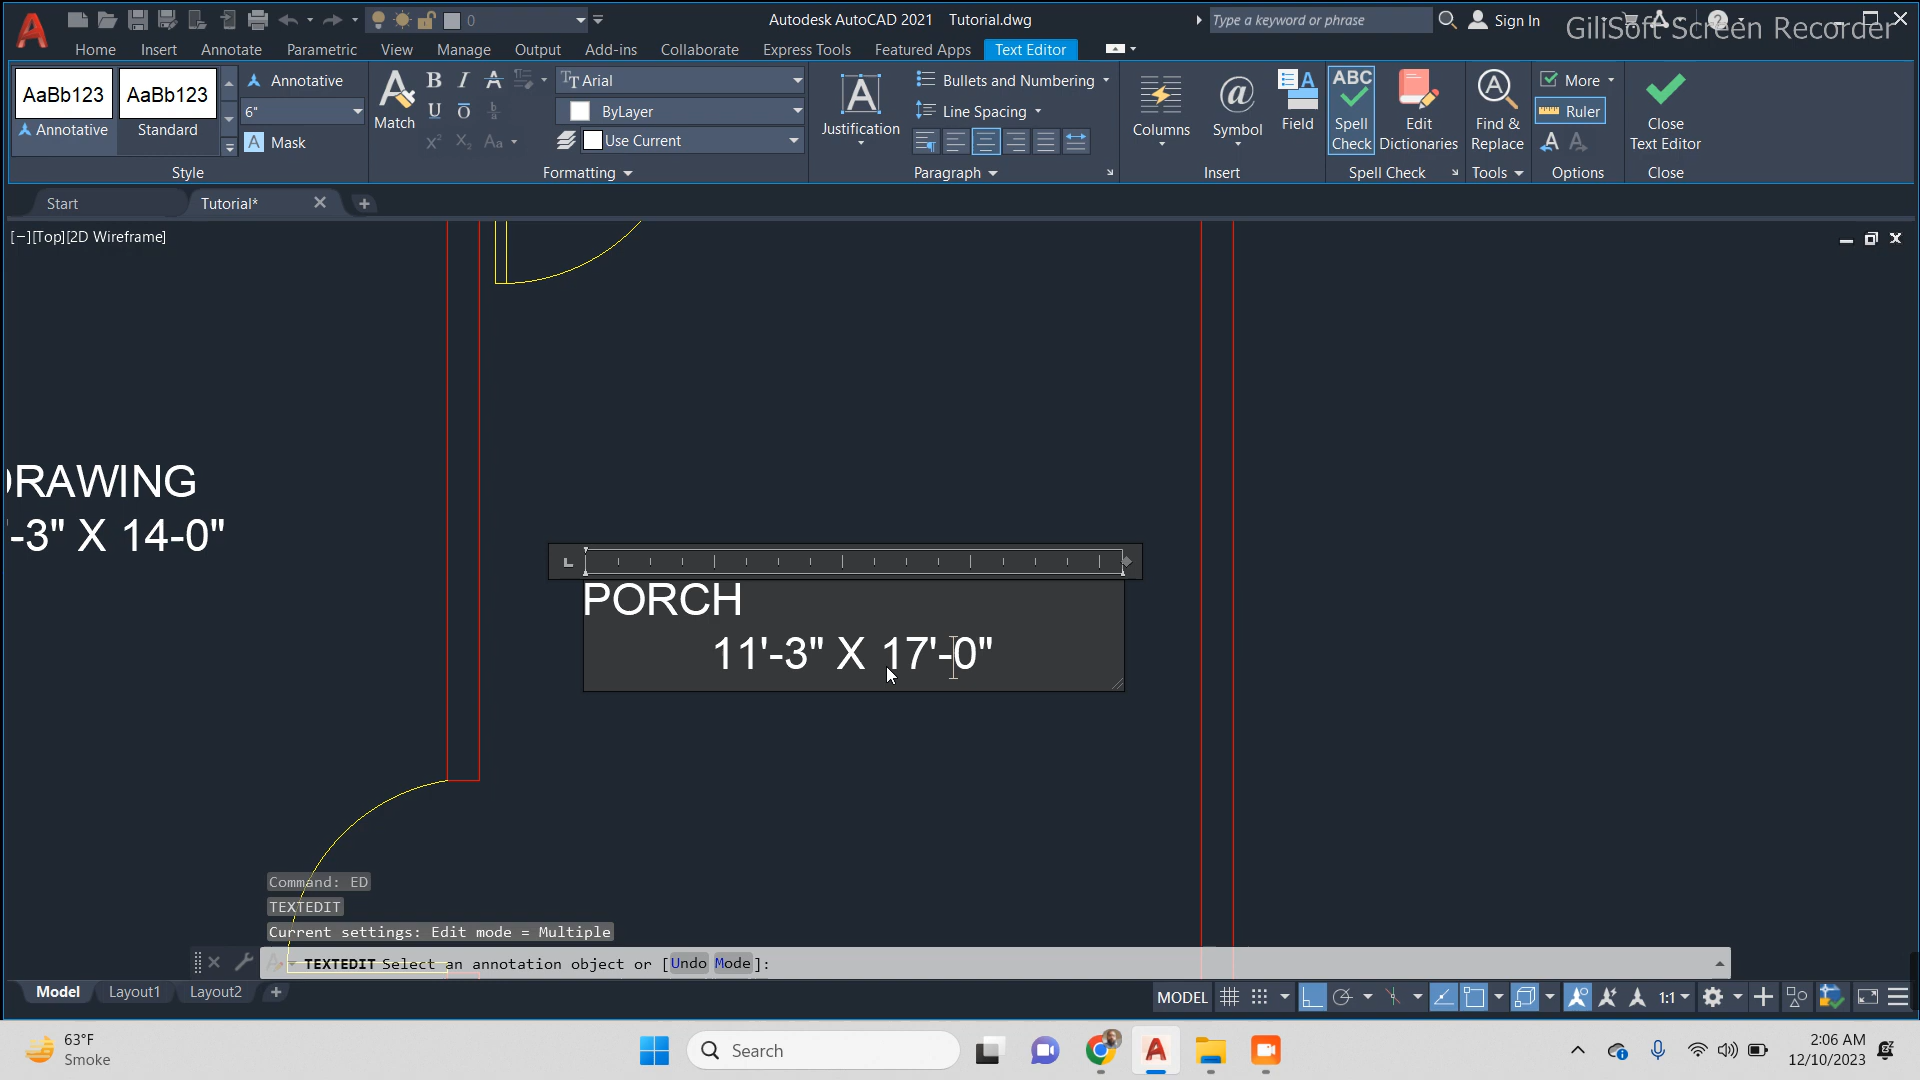 Autodesk AutoCAD 2021 Tutorial.dwg
0
Type a keyword or phrase
Sign In
GiliSoft Screen Recorder
Home Insert Annotate Parametric View Manage Output Add-ins Collaborate Express Tools Featured Apps Text Editor
AaBb123 AaBb123
Annotative Standard
Annotative
6"
Mask
Style
Match
B I A
U O
Arial
ByLayer
Use Current
Formatting
Justification
Bullets and Numbering
Line Spacing
Paragraph
Columns
Symbol
Field
Insert
ABC
Spell
Check
Edit
Dictionaries
Spell Check
Find &
Replace
Tools
More
Ruler
Options
Close
Text Editor
Close
Start
Tutorial*
[−][Top][2D Wireframe]
DRAWING
'-3" X 14-0"
PORCH
11'-3" X 17'-0"
Command: ED
TEXTEDIT
Current settings: Edit mode = Multiple
TEXTEDIT Select an annotation object or [Undo Mode]:
Model Layout1 Layout2
MODEL
1:1
63°F
Smoke
Search
2:06 AM
12/10/2023